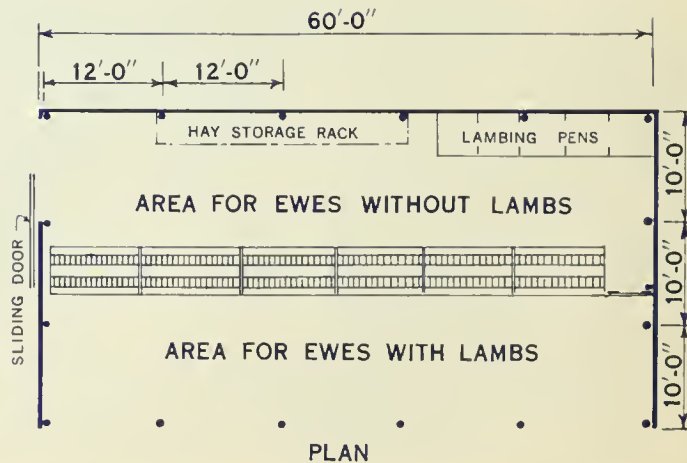 60'-0"
12'-0" 12'-0"
HAY STORAGE RACK
LAMBING PENS
10'-0"
AREA FOR EWES WITHOUT LAMBS
SLIDING DOOR
10'-0"
AREA FOR EWES WITH LAMBS
10'-0"
PLAN